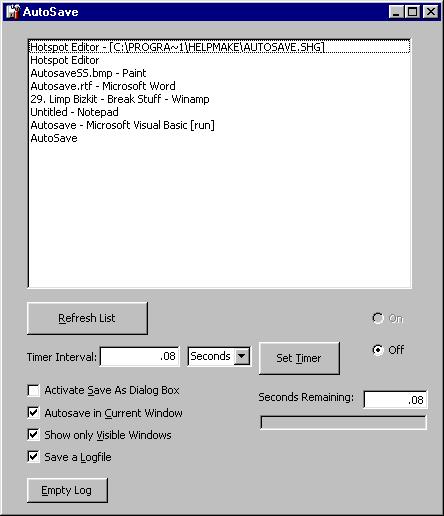 AutoSave
Hotspot Editor - [C:\PROGRA~1\HELPMAKE\AUTOSAVE.SHG]
Hotspot Editor
AutosaveSS.bmp - Paint
Autosave.rtf - Microsoft Word
29. Limp Bizkit - Break Stuff - Winamp
Untitled - Notepad
Autosave - Microsoft Visual Basic [run]
AutoSave
Refresh List
On
Timer Interval: .08 Seconds Set Timer Off
Activate Save As Dialog Box
Seconds Remaining: .08
Autosave in Current Window
Show only Visible Windows
Save a Logfile
Empty Log